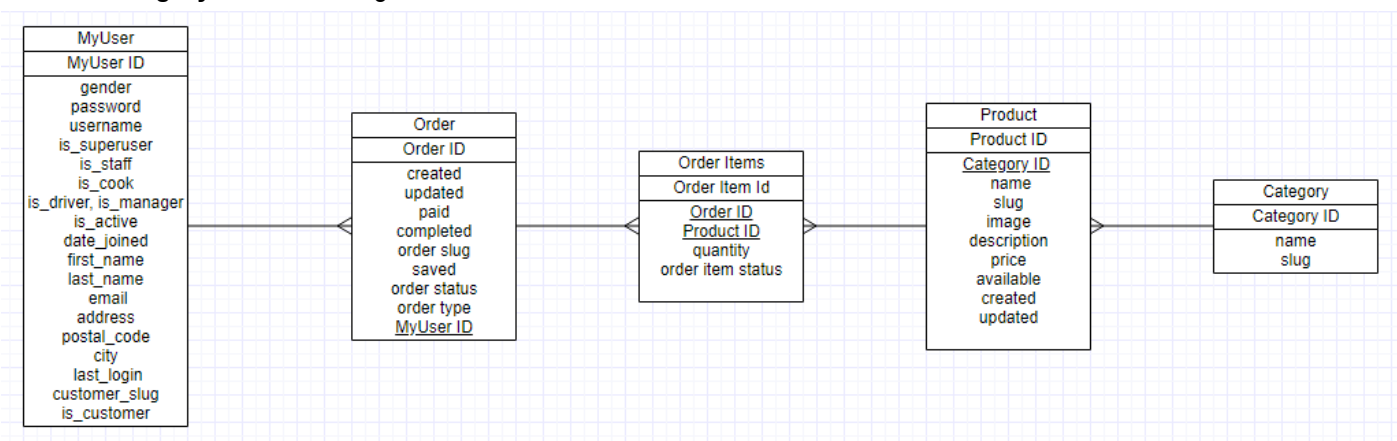 MyUser
MyUser ID
gender
password
username
is_superuser
is_staff
is_cook
is_driver, is_manager
is_active
date_joined
first_name
last_name
email
address
postal_code
city
last_login
customer_slug
is_customer
Order
Order ID
created
updated
paid
completed
order slug
saved
order status
order type
MyUser ID
Order Items
Order Item Id
Order ID
Product ID
quantity
order item status
Product
Product ID
Category ID
name
slug
image
description
price
available
created
updated
Category
Category ID
name
slug